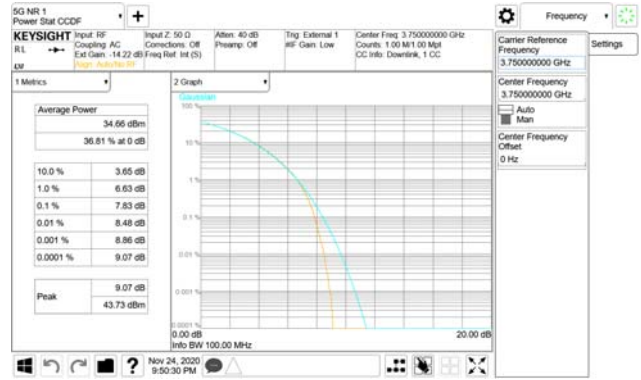 5G NR 1
Power Stat CCDF
Frequency
KEYSIGHT
Input: RF
Input Z: 50 Ω
Atten: 40 dB
Trig: External 1
Center Freq: 3.750000000 GHz
RL
Coupling: AC
Corrections: Off
Preamp: Off
#IF Gain: Low
Counts: 1.00 M/1.00 Mpt
Ext Gain: -14.22 dB
Freq Ref: Int (S)
CC Info: Downlink, 1 CC
Align: Auto/No RF
LXI
Carrier Reference
Frequency
3.750000000 GHz
Settings
Center Frequency
3.750000000 GHz
Auto
Man
Center Frequency
Offset
0 Hz
1 Metrics
2 Graph
Average Power
34.66 dBm
36.81 % at 0 dB
10.0 % 3.65 dB
1.0 % 6.63 dB
0.1 % 7.83 dB
0.01 % 8.48 dB
0.001 % 8.86 dB
0.0001 % 9.07 dB
Peak
9.07 dB
43.73 dBm
Gaussian
100 %
10 %
1 %
0.1 %
0.01 %
0.001 %
0.0001 %
0.00 dB
20.00 dB
Info BW 100.00 MHz
Nov 24, 2020
9:50:30 PM